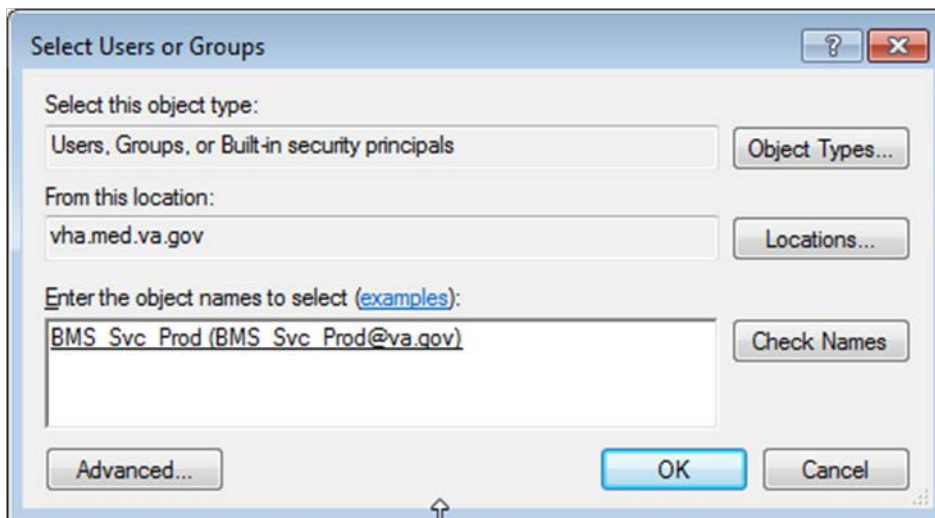 Select Users or Groups
Select this object type:
Users, Groups, or Built-in security principals
Object Types...
From this location:
vha.med.va.gov
Locations...
Enter the object names to select (examples):
BMS_Svc_Prod (BMS_Svc_Prod@va.gov)
Check Names
Advanced...
OK
Cancel